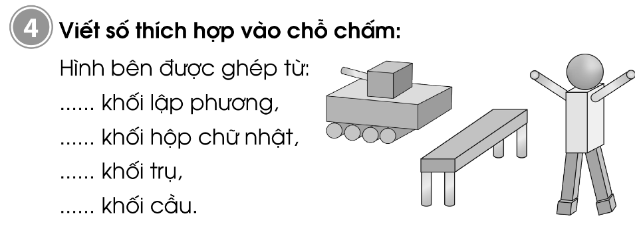 4 Viết số thích hợp vào chỗ chấm:
Hình bên được ghép từ:
...... khối lập phương,
...... khối hộp chữ nhật,
...... khối trụ,
...... khối cầu.